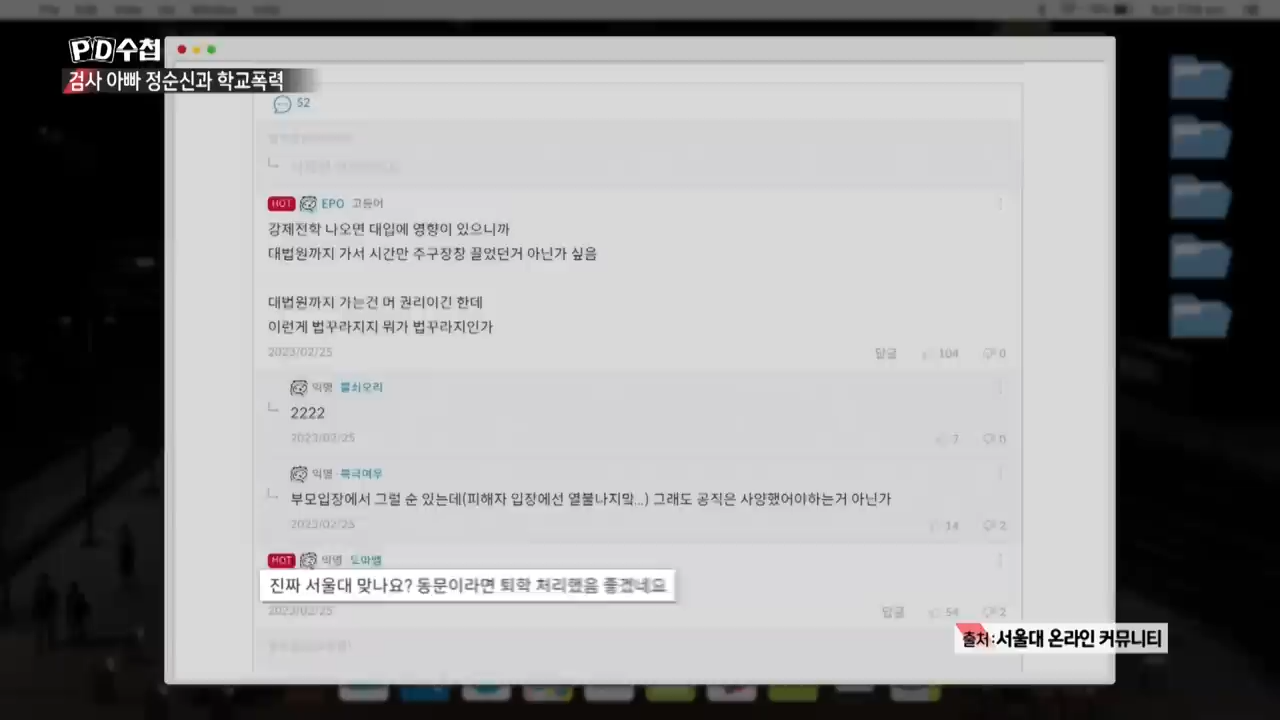 PD수첩
검사 아빠 정순신과 학교폭력
52
HOT EPO 고등어
강제전학 나오면 대입에 영향이 있으니까
대법원까지 가서 시간만 주구장창 끌었던거 아닌가 싶음
대법원까지 가는건 머 권리이긴 한데
이런게 법꾸라지지 뭐가 법꾸라지인가
2023/02/25 답글 104 0
익명 불쇠오리
2222
2023/02/25 7 0
익명 북극여우
부모입장에서 그럴 순 있는데(피해자 입장에선 열불나지맠...) 그래도 공직은 사양했어야하는거 아닌가
2023/02/25 14 2
HOT 익명 도마뱀
진짜 서울대 맞나요? 동문이라면 퇴학 처리했음 좋겠네요
2023/02/25 답글 54 2
출처:서울대 온라인 커뮤니티